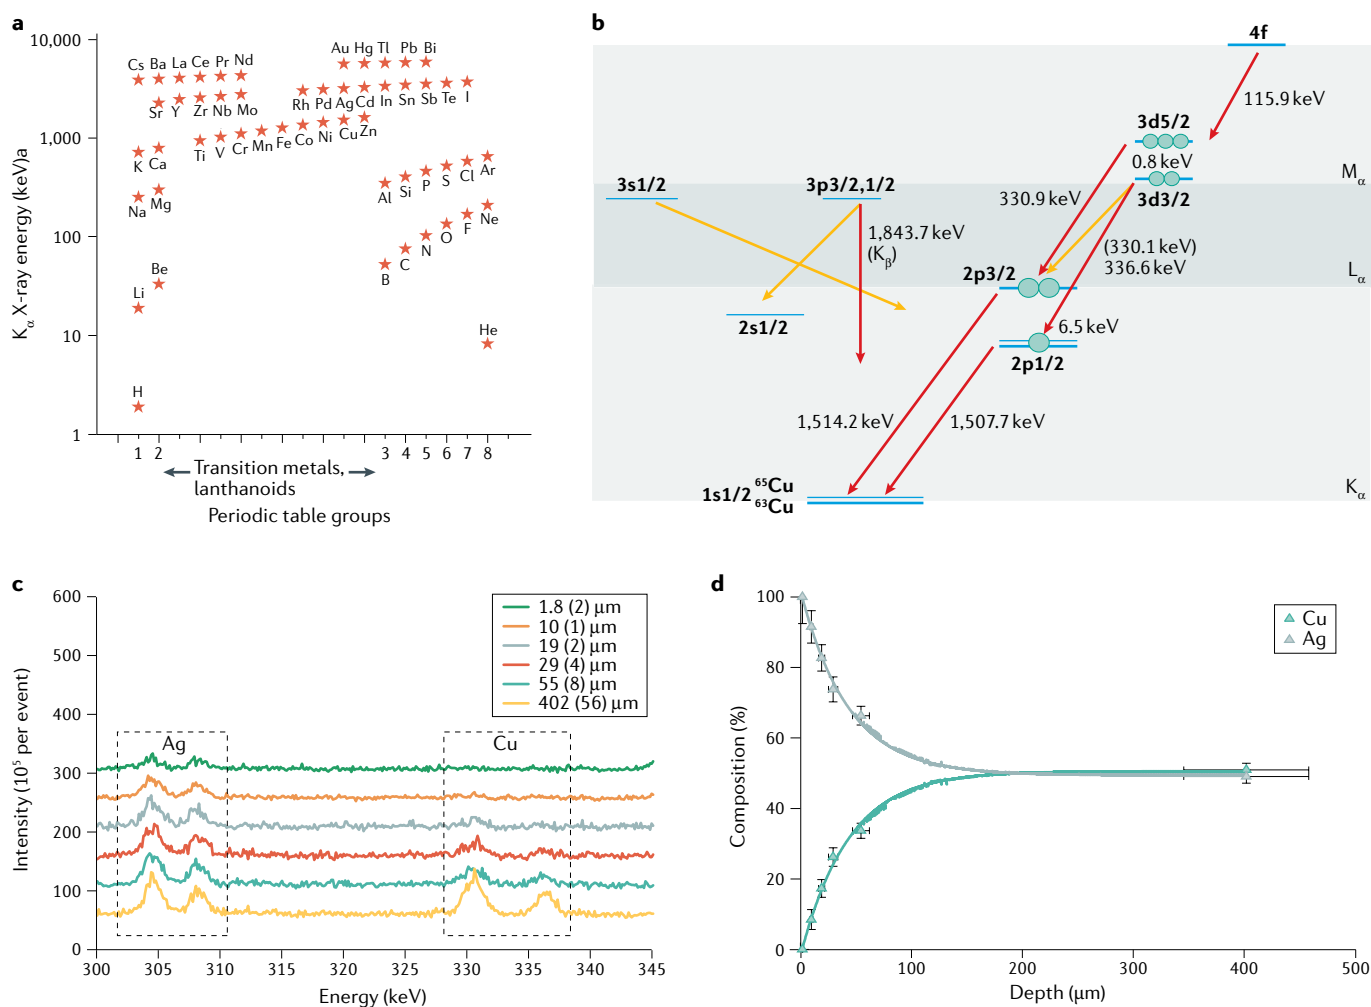 a
K α X-ray energy (keV)a
10,000
1,000
100
10
1
Cs Ba La Ce Pr Nd
Au Hg Tl Pb Bi
Sr Y Zr Nb Mo
Rh Pd Ag Cd In Sn Sb Te I
K Ca
Ti V Cr Mn Fe Co Ni Cu Zn
Na Mg
Al Si P S Cl Ar
Li Be
B C N O F Ne
H
He
1 2 3 4 5 6 7 8
Transition metals,
lanthanoids
Periodic table groups
b
4f
115.9 keV
3d5/2
0.8 keV
3d3/2
M α
3s1/2
3p3/2,1/2
330.9 keV
1,843.7 keV
(K β )
(330.1 keV)
336.6 keV
2p3/2
L α
2s1/2
6.5 keV
2p1/2
1,514.2 keV
1,507.7 keV
1s1/2
65Cu
63Cu
K α
c
Intensity (10⁵ per event)
600
500
400
300
200
100
0
1.8 (2) μm
10 (1) μm
19 (2) μm
29 (4) μm
55 (8) μm
402 (56) μm
Ag
Cu
300 305 310 315 320 325 330 335 340 345
Energy (keV)
d
Composition (%)
100
80
60
40
20
0
Cu
Ag
0 100 200 300 400 500
Depth (μm)